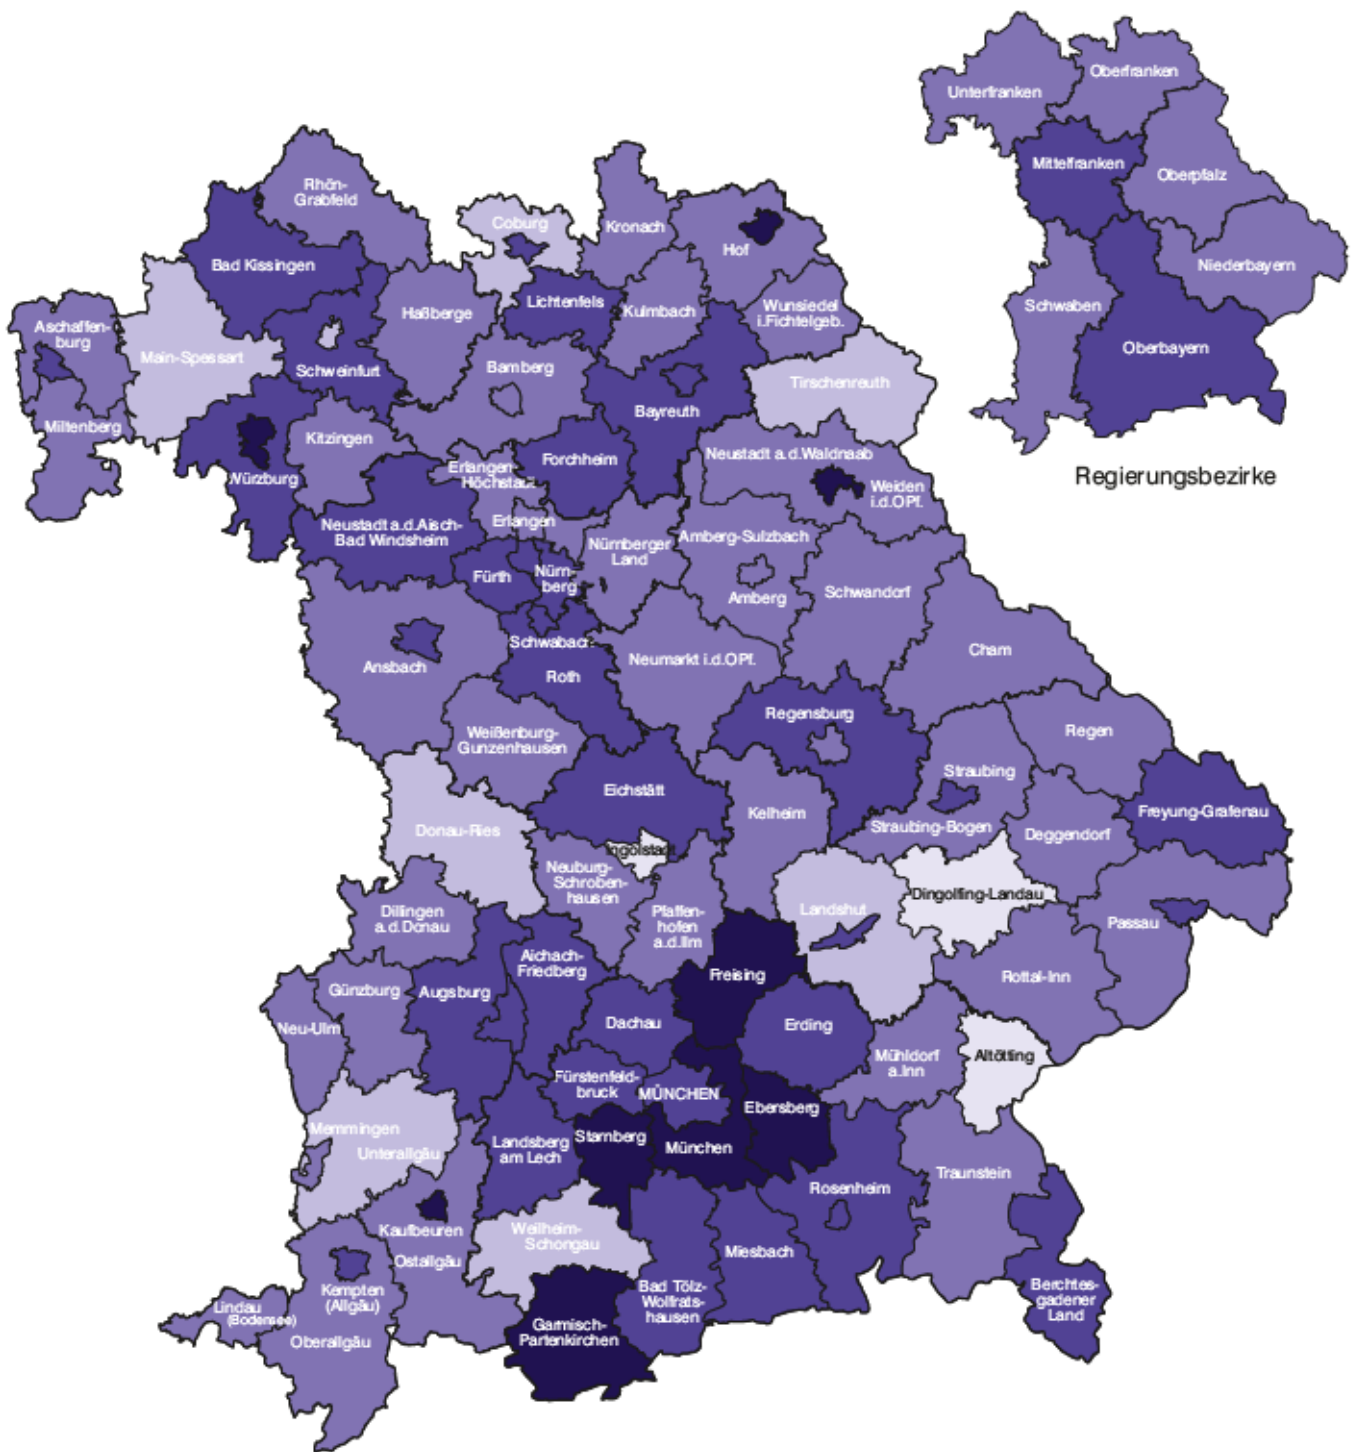 Oberfranken
Unterfranken
Mittelfranken
Oberpfalz
Niederbayern
Schwaben
Oberbayern
Regierungsbezirke
Rhön-
Grabfeld
Coburg
Kronach
Hof
Bad Kissingen
Lichtenfels
Haßberge
Kulmbach
Wunsiedel
i.Fichtelgeb.
Aschaffen-
burg
Main-Spessart
Schweinfurt
Bamberg
Tirschenreuth
Bayreuth
Miltenberg
Kitzingen
Würzburg
Forchheim
Erlangen-
Höchstadt
Neustadt a.d.Waldnaab
Weiden
i.d.OPf.
Neustadt a.d.Aisch-
Bad Windsheim
Erlangen
Nürnberger
Land
Amberg-Sulzbach
Fürth
Nürn-
berg
Amberg
Schwandorf
Schwabach
Ansbach
Roth
Neumarkt i.d.OPf.
Cham
Regensburg
Regen
Weißenburg-
Gunzenhausen
Straubing
Eichstätt
Kelheim
Straubing-Bogen
Deggendorf
Freyung-Grafenau
Donau-Ries
Ingolstadt
Neuburg-
Schroben-
hausen
Dingolfing-Landau
Dillingen
a.d.Donau
Pfaffen-
hofen
a.d.Ilm
Landshut
Passau
Aichach-
Friedberg
Freising
Rottal-Inn
Günzburg
Augsburg
Neu-Ulm
Dachau
Erding
Mühldorf
a.Inn
Altötting
Fürstenfeld-
bruck
MÜNCHEN
Ebersberg
Memmingen
Unterallgäu
Landsberg
am Lech
Starnberg
München
Traunstein
Rosenheim
Kaufbeuren
Ostallgäu
Weilheim-
Schongau
Miesbach
Kempten
(Allgäu)
Bad Tölz-
Wolfrats-
hausen
Berchtes-
gadener
Land
Lindau
(Bodensee)
Oberallgäu
Garmisch-
Partenkirchen